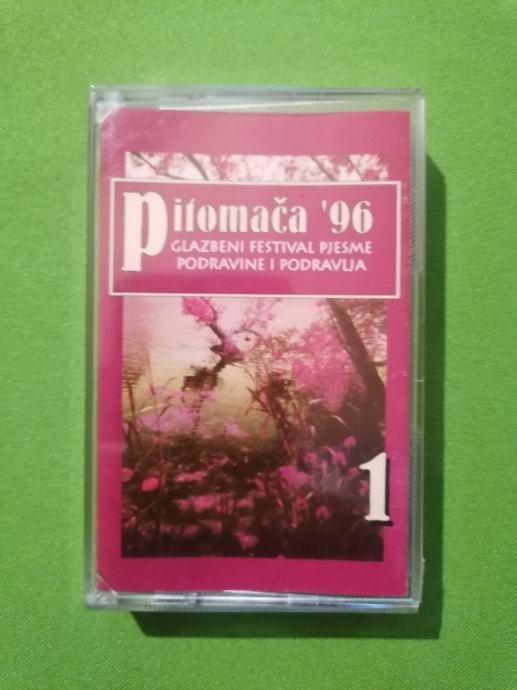 Pitomača '96
GLAZBENI FESTIVAL PJESME
PODRAVINE I PODRAVLJA
1